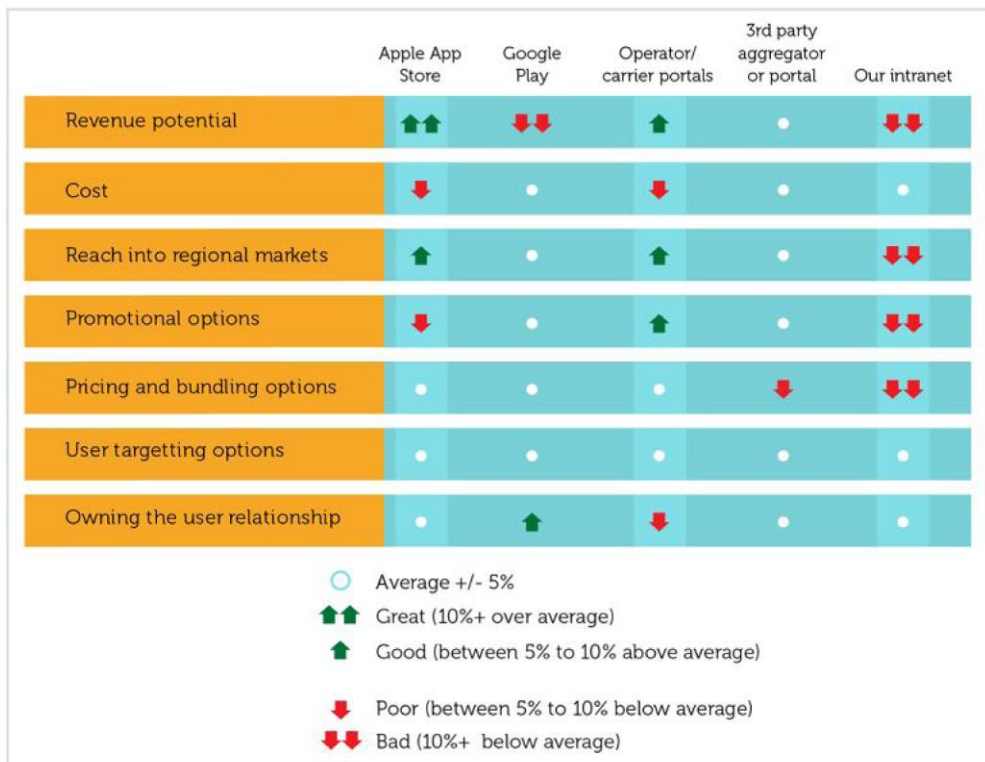 Apple App
Store
Google
Play
Operator/
carrier portals
3rd party
aggregator
or portal
Our intranet
Revenue potential
Cost
Reach into regional markets
Promotional options
Pricing and bundling options
User targetting options
Owning the user relationship
Average +/- 5%
Great (10%+ over average)
Good (between 5% to 10% above average)
Poor (between 5% to 10% below average)
Bad (10%+  below average)